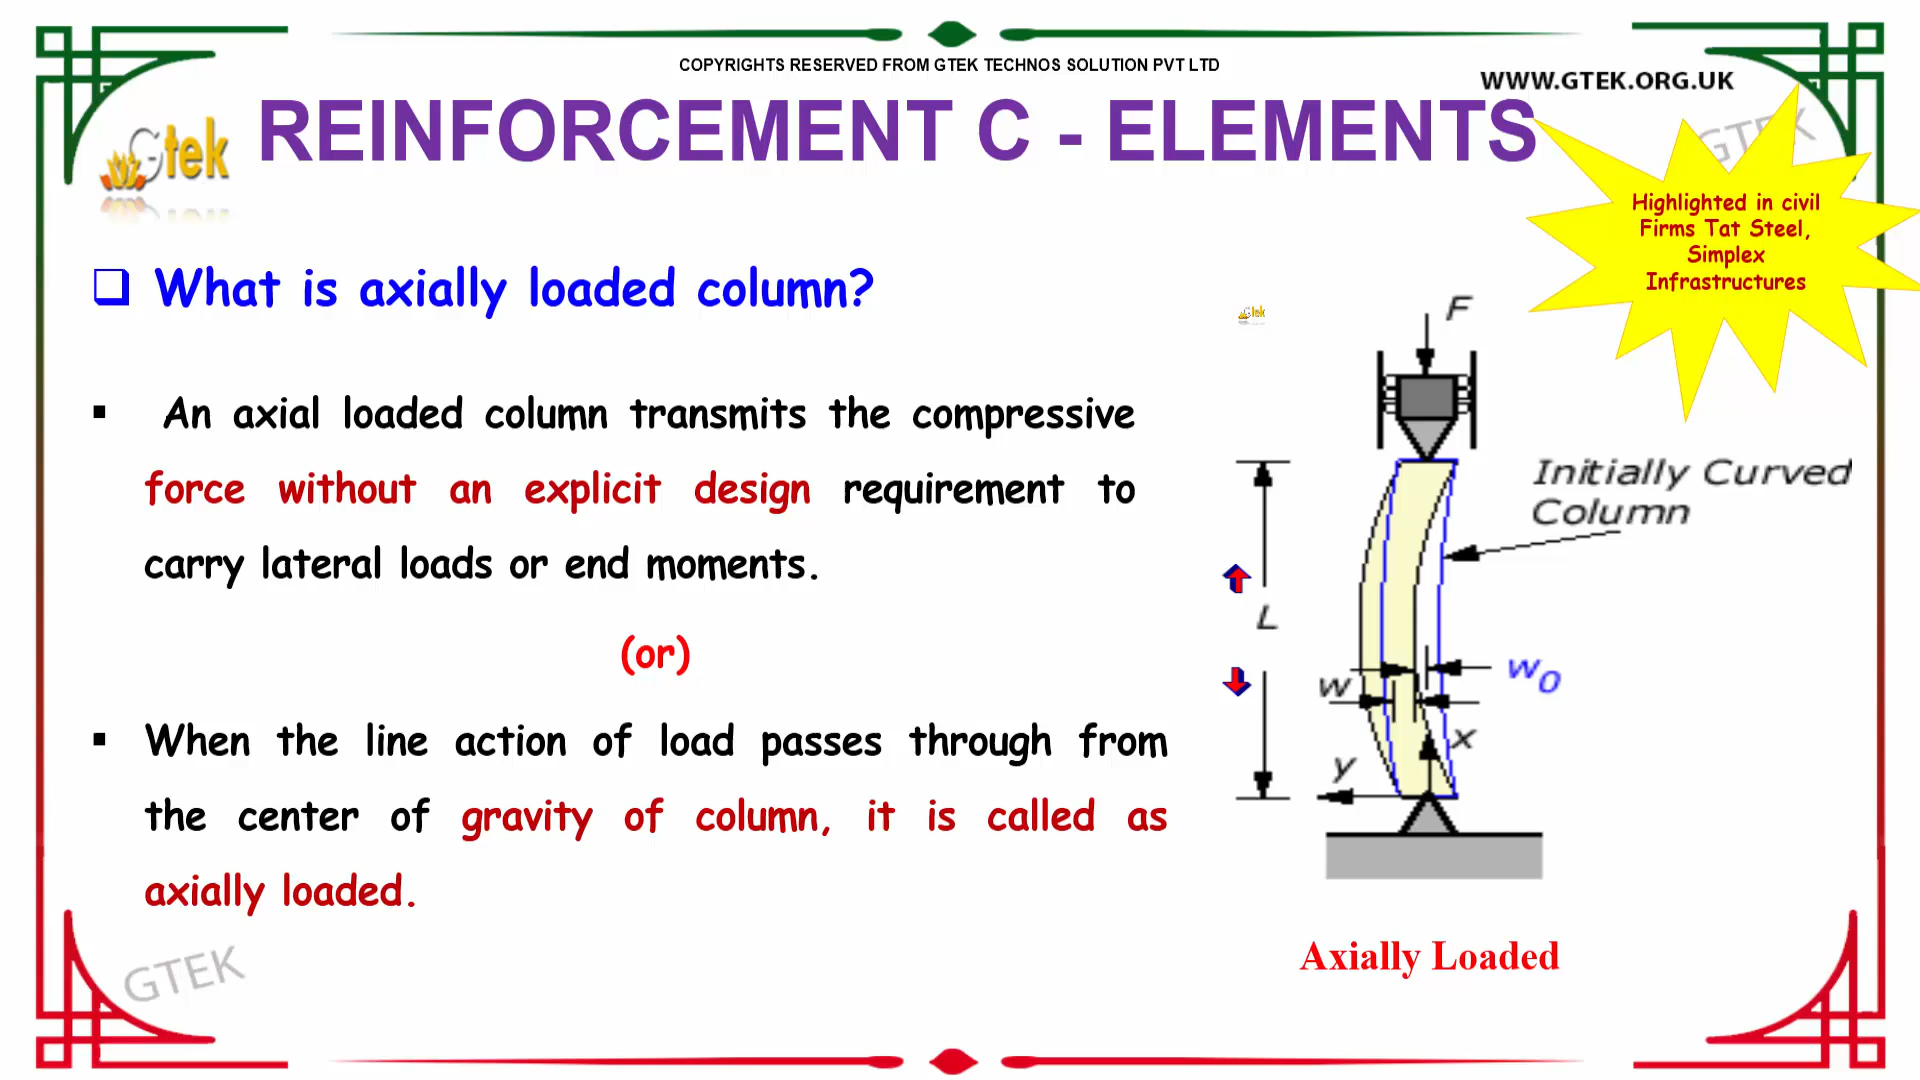 COPYRIGHTS RESERVED FROM GTEK TECHNOS SOLUTION PVT LTD
WWW.GTEK.ORG.UK
Gtek
REINFORCEMENT C - ELEMENTS
GTEK
Highlighted in civil
Firms Tat Steel,
Simplex
Infrastructures
What is axially loaded column?
An axial loaded column transmits the compressive
force without an explicit design requirement to
carry lateral loads or end moments.
(or)
When the line action of load passes through from
the center of gravity of column, it is called as
axially loaded.
Gtek
F
Initially Curved
Column
L
w
w0
x
y
Axially Loaded
GTEK